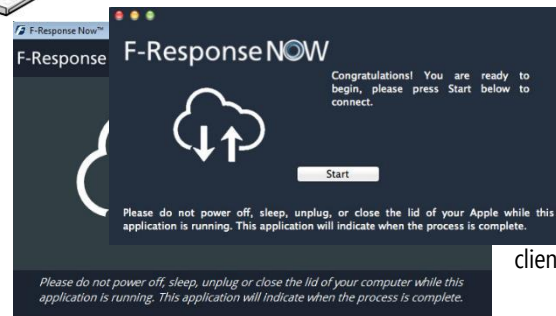 F-Response Now™
F-Response
F-Response NOW
Congratulations! You are ready to
begin, please press Start below to
connect.
Start
Please do not power off, sleep, unplug, or close the lid of your Apple while this
application is running. This application will indicate when the process is complete.
Please do not power off, sleep, unplug or close the lid of your computer while this
application is running. This application will Indicate when the process is complete.